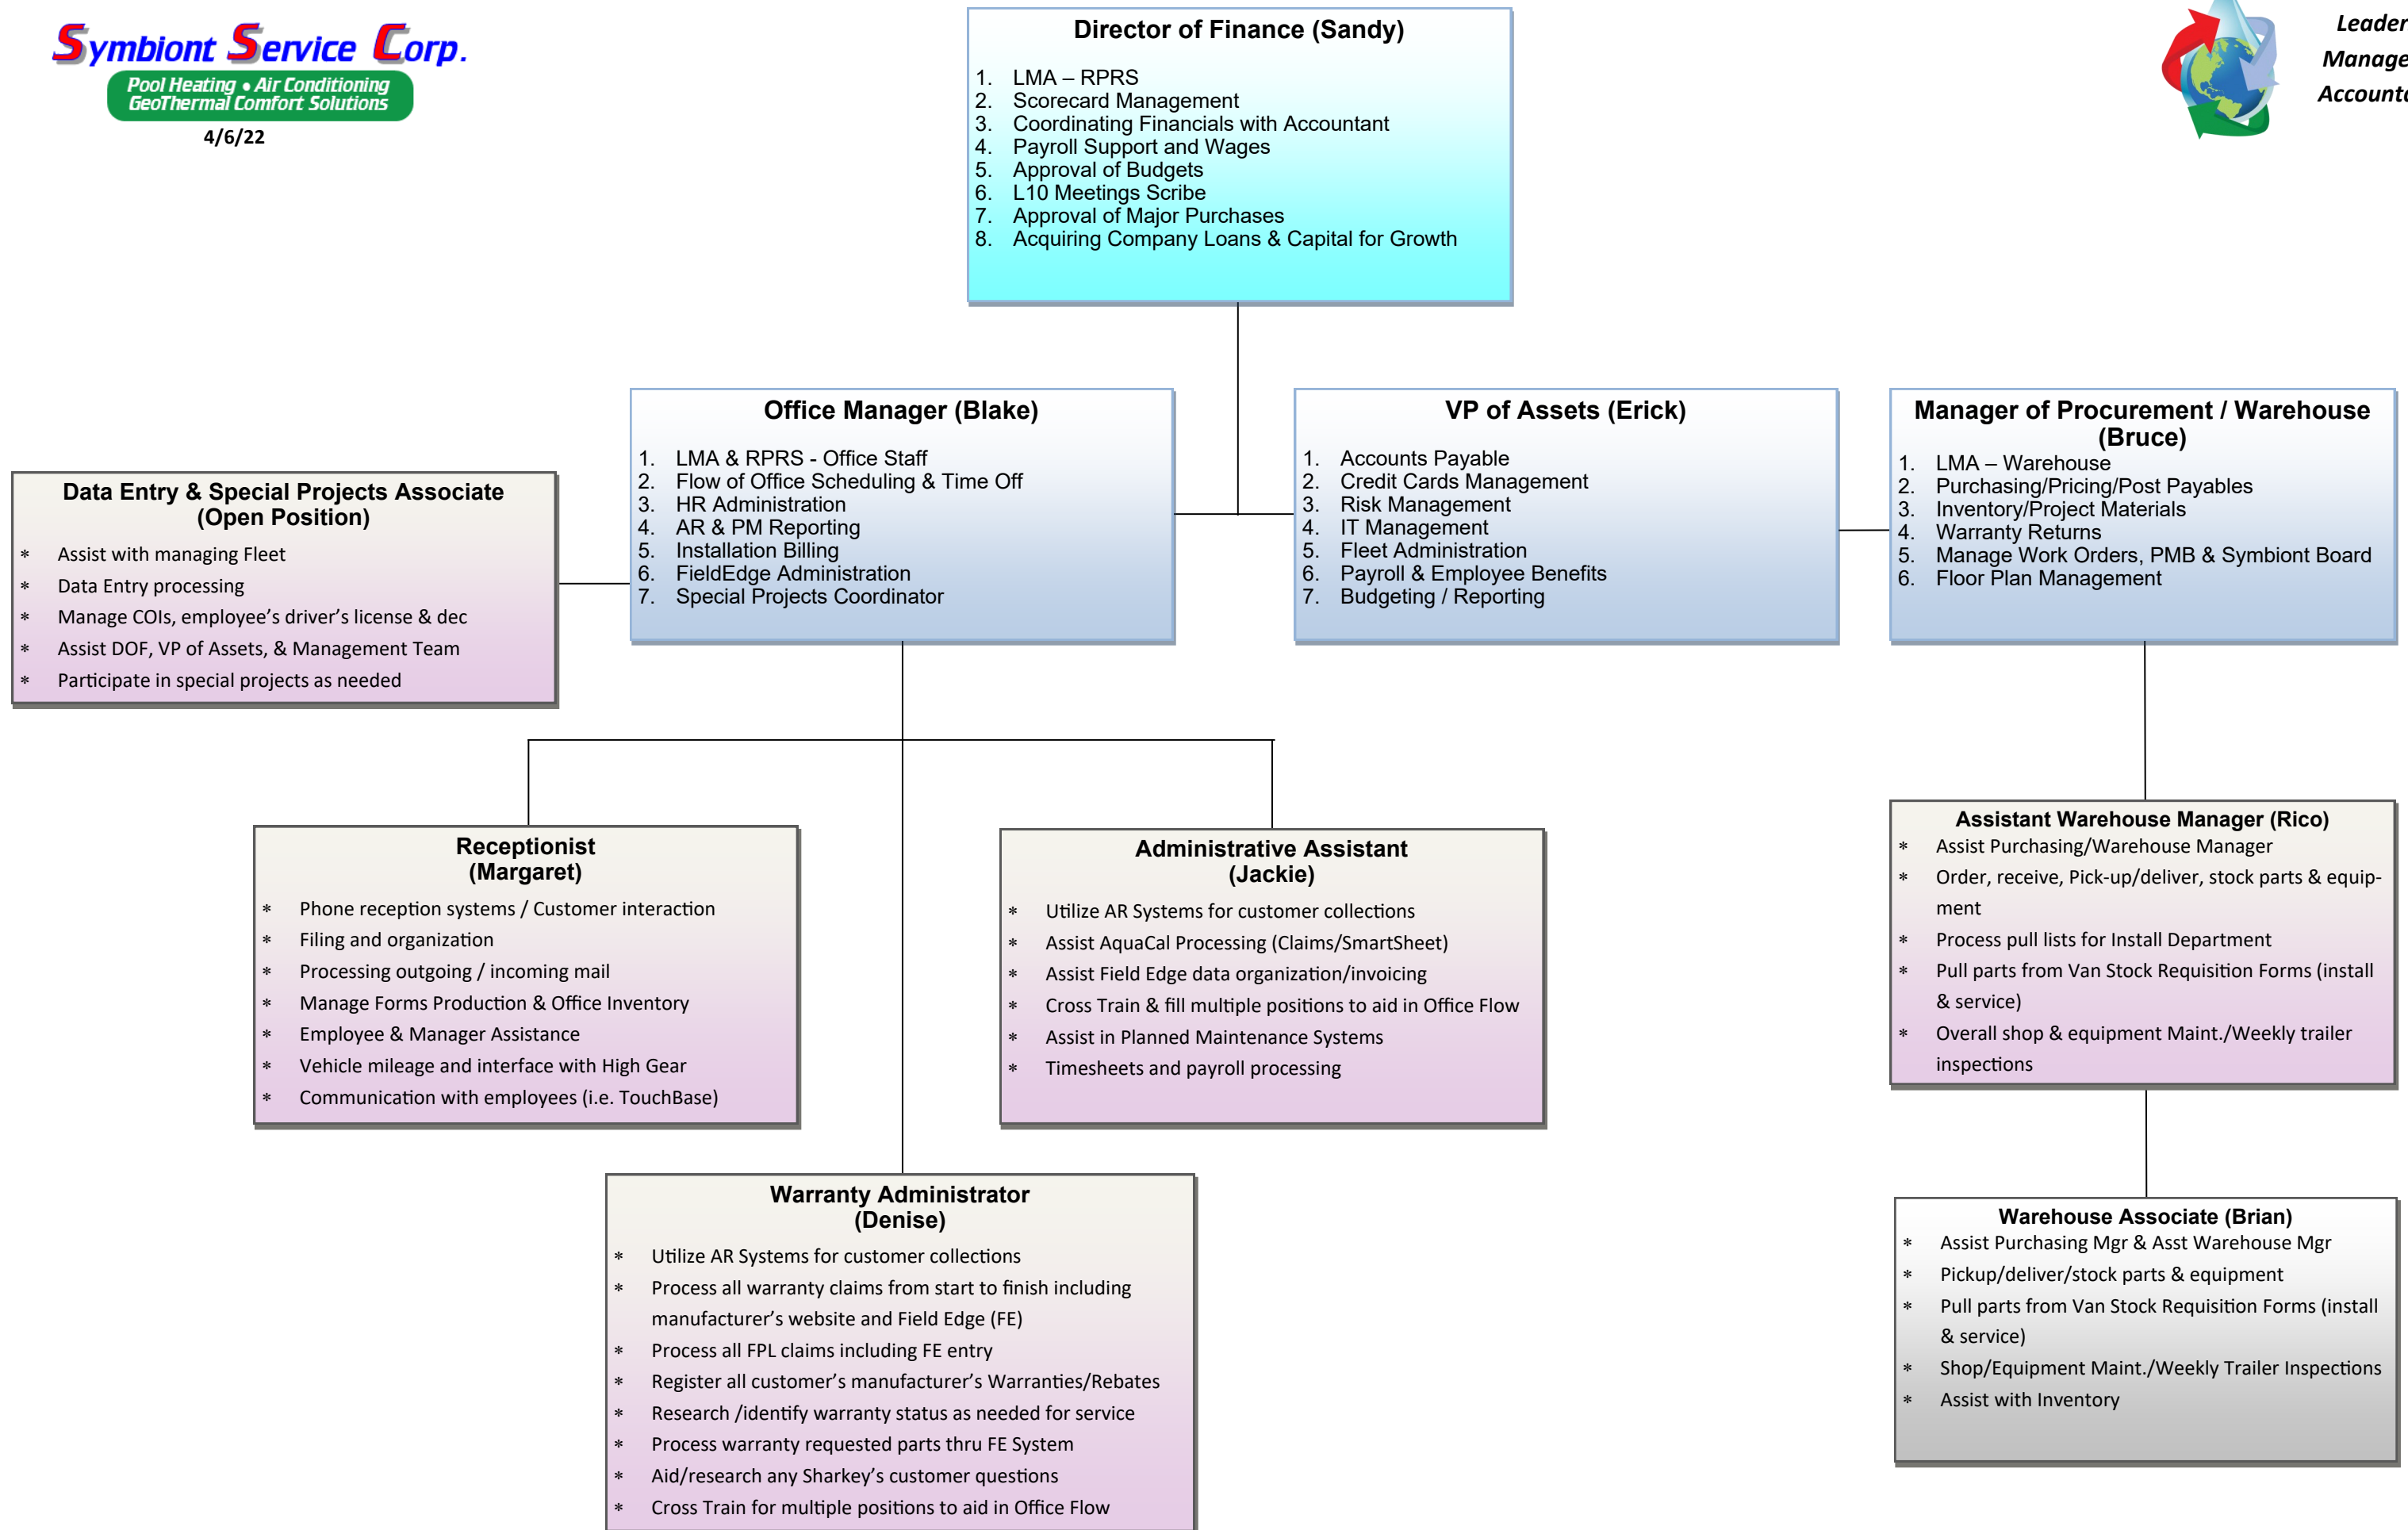 Symbiont Service Corp.
Pool Heating • Air Conditioning
GeoThermal Comfort Solutions
4/6/22
Director of Finance (Sandy)
1. LMA – RPRS
2. Scorecard Management
3. Coordinating Financials with Accountant
4. Payroll Support and Wages
5. Approval of Budgets
6. L10 Meetings Scribe
7. Approval of Major Purchases
8. Acquiring Company Loans & Capital for Growth
Leader
Manage
Accounta
Data Entry & Special Projects Associate
(Open Position)
* Assist with managing Fleet
* Data Entry processing
* Manage COIs, employee’s driver’s license & dec
* Assist DOF, VP of Assets, & Management Team
* Participate in special projects as needed
Office Manager (Blake)
1. LMA & RPRS - Office Staff
2. Flow of Office Scheduling & Time Off
3. HR Administration
4. AR & PM Reporting
5. Installation Billing
6. FieldEdge Administration
7. Special Projects Coordinator
VP of Assets (Erick)
1. Accounts Payable
2. Credit Cards Management
3. Risk Management
4. IT Management
5. Fleet Administration
6. Payroll & Employee Benefits
7. Budgeting / Reporting
Manager of Procurement / Warehouse
(Bruce)
1. LMA – Warehouse
2. Purchasing/Pricing/Post Payables
3. Inventory/Project Materials
4. Warranty Returns
5. Manage Work Orders, PMB & Symbiont Board
6. Floor Plan Management
Receptionist
(Margaret)
* Phone reception systems / Customer interaction
* Filing and organization
* Processing outgoing / incoming mail
* Manage Forms Production & Office Inventory
* Employee & Manager Assistance
* Vehicle mileage and interface with High Gear
* Communication with employees (i.e. TouchBase)
Administrative Assistant
(Jackie)
* Utilize AR Systems for customer collections
* Assist AquaCal Processing (Claims/SmartSheet)
* Assist Field Edge data organization/invoicing
* Cross Train & fill multiple positions to aid in Office Flow
* Assist in Planned Maintenance Systems
* Timesheets and payroll processing
Assistant Warehouse Manager (Rico)
* Assist Purchasing/Warehouse Manager
* Order, receive, Pick-up/deliver, stock parts & equip-
ment
* Process pull lists for Install Department
* Pull parts from Van Stock Requisition Forms (install
& service)
* Overall shop & equipment Maint./Weekly trailer
inspections
Warranty Administrator
(Denise)
* Utilize AR Systems for customer collections
* Process all warranty claims from start to finish including
manufacturer’s website and Field Edge (FE)
* Process all FPL claims including FE entry
* Register all customer’s manufacturer’s Warranties/Rebates
* Research /identify warranty status as needed for service
* Process warranty requested parts thru FE System
* Aid/research any Sharkey’s customer questions
* Cross Train for multiple positions to aid in Office Flow
Warehouse Associate (Brian)
* Assist Purchasing Mgr & Asst Warehouse Mgr
* Pickup/deliver/stock parts & equipment
* Pull parts from Van Stock Requisition Forms (install
& service)
* Shop/Equipment Maint./Weekly Trailer Inspections
* Assist with Inventory